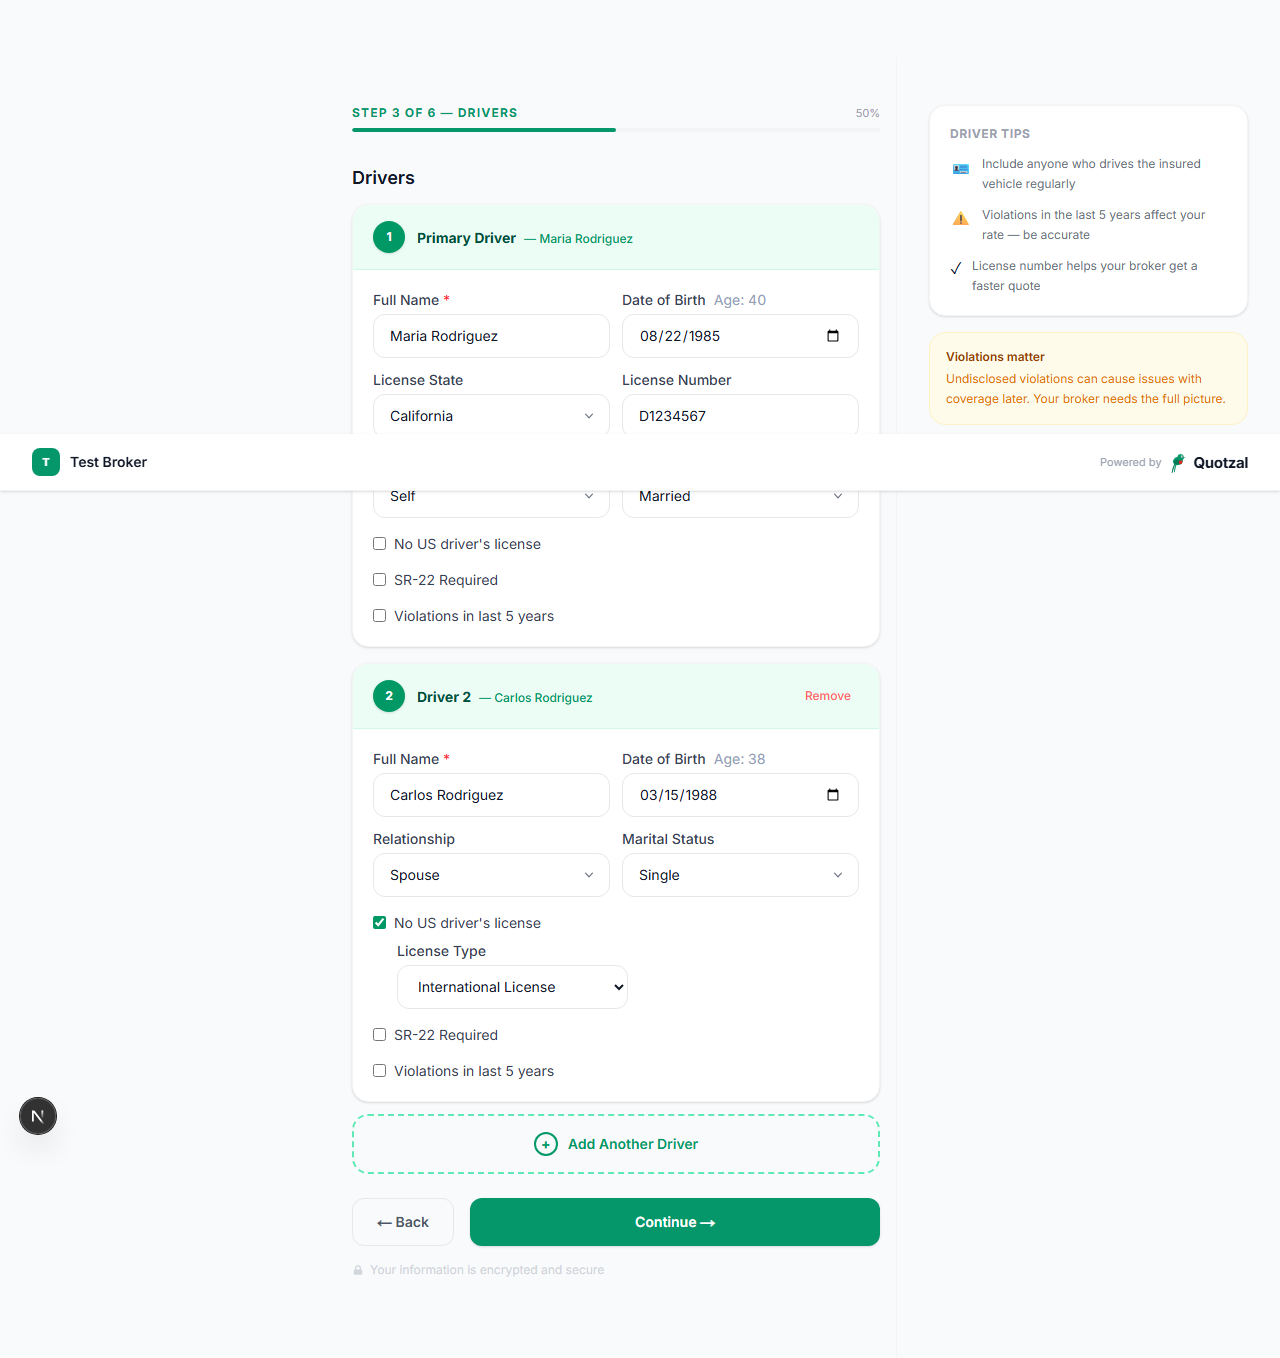 STEP 3 OF 6 — DRIVERS
50%
Drivers
1
Primary Driver — Maria Rodriguez
Full Name *
Date of Birth Age: 40
Maria Rodriguez
08/22/1985
License State
License Number
California
D1234567
T
Test Broker
Powered by Quotzal
Self
Married
No US driver's license
SR-22 Required
Violations in last 5 years
2
Driver 2 — Carlos Rodriguez
Remove
Full Name *
Date of Birth Age: 38
Carlos Rodriguez
03/15/1988
Relationship
Marital Status
Spouse
Single
No US driver's license
License Type
International License
SR-22 Required
Violations in last 5 years
N
+ Add Another Driver
← Back
Continue →
Your information is encrypted and secure
DRIVER TIPS
Include anyone who drives the insured
vehicle regularly
Violations in the last 5 years affect your
rate — be accurate
✓ License number helps your broker get a
faster quote
Violations matter
Undisclosed violations can cause issues with
coverage later. Your broker needs the full picture.